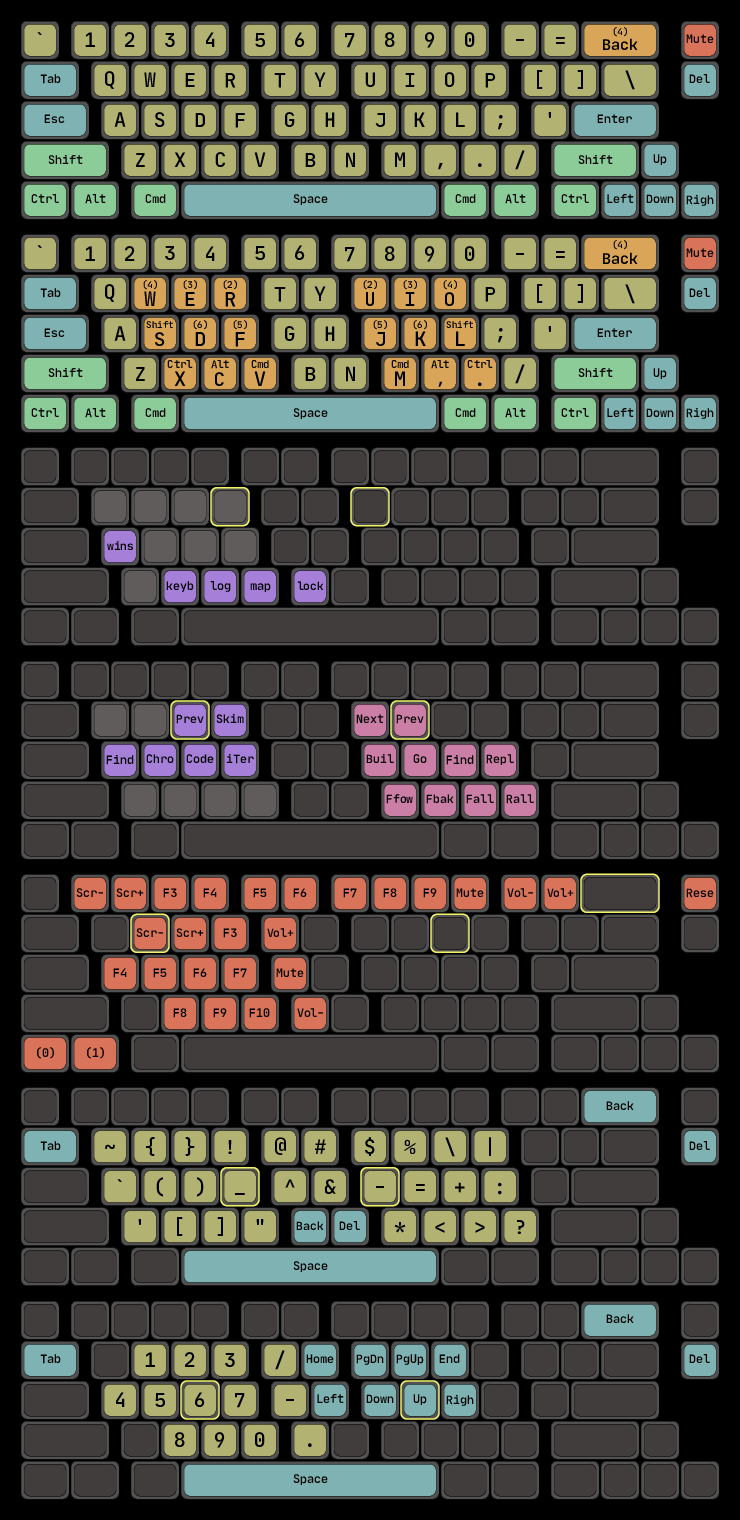 ` 1 2 3 4 5 6 7 8 9 0 - = (4) Back Mute
Tab Q W E R T Y U I O P [ ] \ Del
Esc A S D F G H J K L ; ' Enter
Shift Z X C V B N M , . / Shift Up
Ctrl Alt Cmd Space Cmd Alt Ctrl Left Down Righ
` 1 2 3 4 5 6 7 8 9 0 - = (4) Back Mute
Tab Q (4) W (3) E (2) R T Y (2) U (3) I (4) O P [ ] \ Del
Esc A Shift S (6) D (5) F G H (5) J (6) K Shift L ; ' Enter
Shift Z Ctrl X Alt C Cmd V B N Cmd M Alt , Ctrl . / Shift Up
Ctrl Alt Cmd Space Cmd Alt Ctrl Left Down Righ
wins
keyb log map lock
Prev Skim Next Prev
Find Chro Code iTer Buil Go Find Repl
Ffow Fbak Fall Rall
Scr- Scr+ F3 F4 F5 F6 F7 F8 F9 Mute Vol- Vol+ Rese
Scr- Scr+ F3 Vol+
F4 F5 F6 F7 Mute
F8 F9 F10 Vol-
(0) (1)
Back
Tab ~ { } ! @ # $ % \ | Del
` ( ) _ ^ & - = + :
' [ ] " Back Del * < > ?
Space
Back
Tab 1 2 3 / Home PgDn PgUp End Del
4 5 6 7 - Left Down Up Righ
8 9 0 .
Space